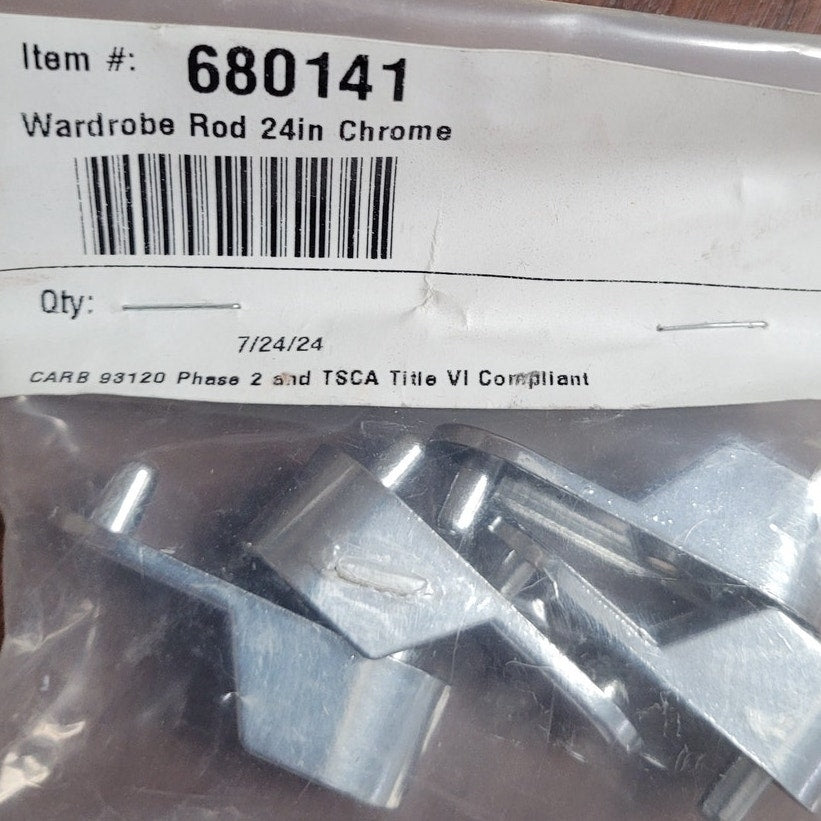 Item #: 680141
Wardrobe Rod 24in Chrome
Qty:
7/24/24
CARB 93120 Phase 2 and TSCA Title VI Compliant